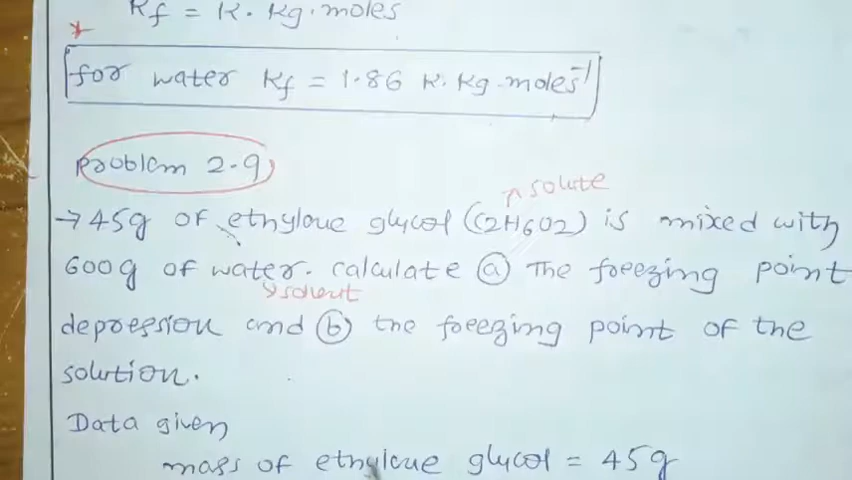 Kf = K. Kg.moles
for water Kf = 1.86 K. Kg.moles⁻¹
Problem 2.9
solute
→ 45g of ethylene glycol (C2H6O2) is mixed with
600g of water. calculate ⓐ The freezing point
solvent
depression and ⓑ the freezing point of the
solution.
Data given
mass of ethylene glycol = 45g